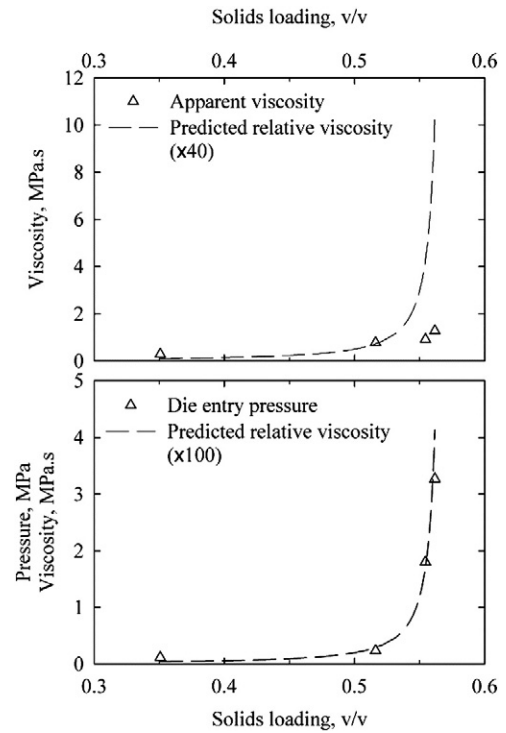 Solids loading, v/v
0.3 0.4 0.5 0.6
12
Apparent viscosity
Predicted relative viscosity
(x40)
10
8
6
4
2
0
Viscosity, MPa.s
5
Die entry pressure
Predicted relative viscosity
(x100)
4
3
2
1
0
Pressure, MPa
Viscosity, MPa.s
0.3 0.4 0.5 0.6
Solids loading, v/v